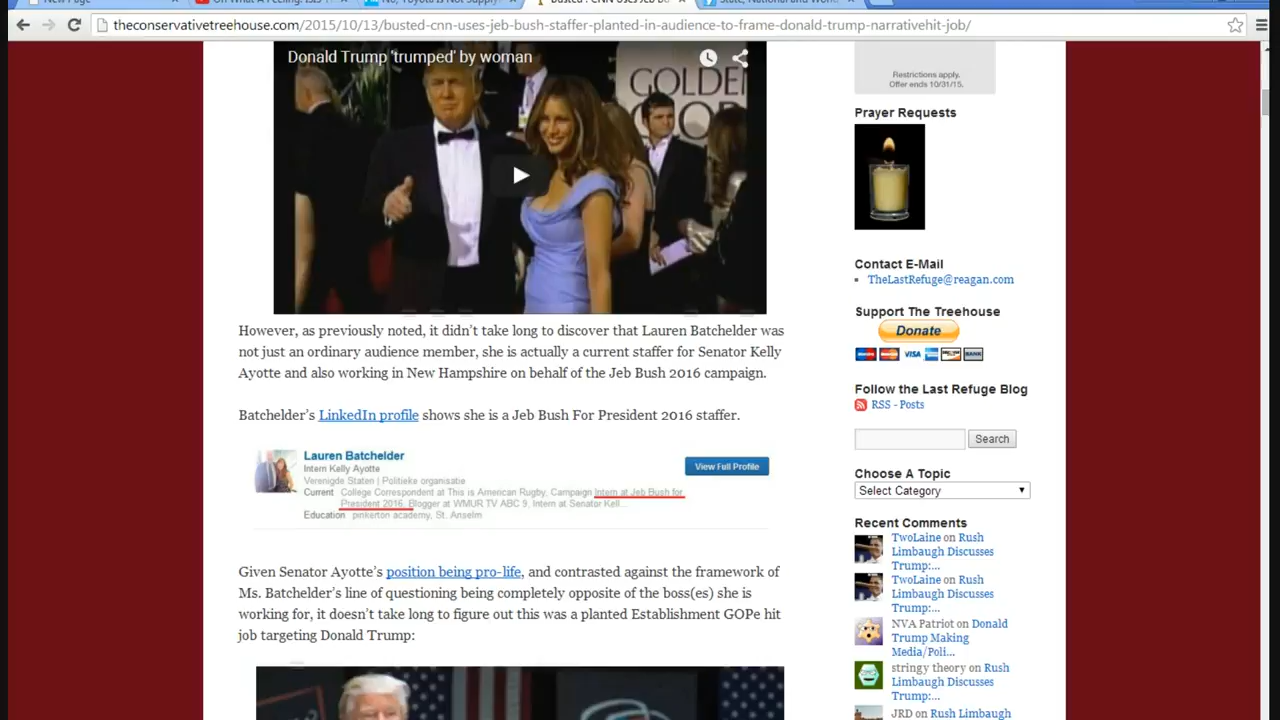 theconservativetreehouse.com/2015/10/13/busted-cnn-uses-jeb-bush-staffer-planted-in-audience-to-frame-donald-trump-narrativehit-job/
Donald Trump 'trumped' by woman
GOLDEN
However, as previously noted, it didn't take long to discover that Lauren Batchelder was
not just an ordinary audience member, she is actually a current staffer for Senator Kelly
Ayotte and also working in New Hampshire on behalf of the Jeb Bush 2016 campaign.
Batchelder's LinkedIn profile shows she is a Jeb Bush For President 2016 staffer.
Lauren Batchelder
Intern Kelly Ayotte
Verenigde Staten | Politieke organisatie
Current College Correspondent at This is American Rugby, Campaign Intern at Jeb Bush for
President 2016, Blogger at WMUR TV ABC 9, Intern at Senator Kell...
Education pinkerton academy, St. Anselm
View Full Profile
Given Senator Ayotte's position being pro-life, and contrasted against the framework of
Ms. Batchelder's line of questioning being completely opposite of the boss(es) she is
working for, it doesn't take long to figure out this was a planted Establishment GOPe hit
job targeting Donald Trump:
Restrictions apply.
Offer ends 10/31/15.
Prayer Requests
Contact E-Mail
TheLastRefuge@reagan.com
Support The Treehouse
Donate
VISA
BANK
Follow the Last Refuge Blog
RSS - Posts
Search
Choose A Topic
Select Category
Recent Comments
TwoLaine on Rush
Limbaugh Discusses
Trump:...
TwoLaine on Rush
Limbaugh Discusses
Trump:...
NVA Patriot on Donald
Trump Making
Media/Poli...
stringy theory on Rush
Limbaugh Discusses
Trump:...
JRD on Rush Limbaugh